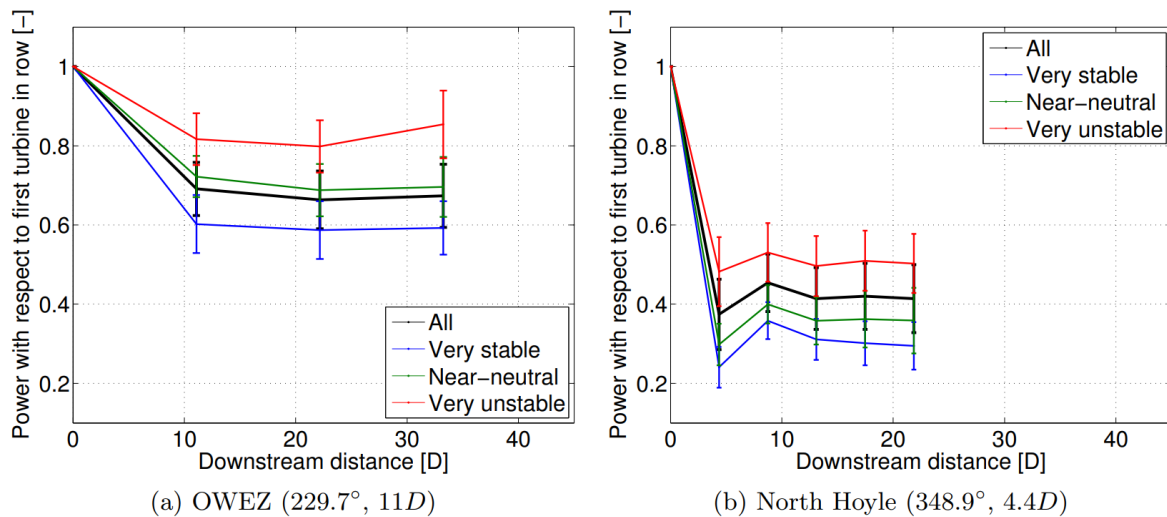 Power with respect to first turbine in row [-]
1
0.8
0.6
0.4
0.2
0
10
20
30
40
Downstream distance [D]
All
Very stable
Near-neutral
Very unstable
(a) OWEZ (229.7°, 11D)
Power with respect to first turbine in row [-]
1
0.8
0.6
0.4
0.2
0
10
20
30
40
Downstream distance [D]
All
Very stable
Near-neutral
Very unstable
(b) North Hoyle (348.9°, 4.4D)